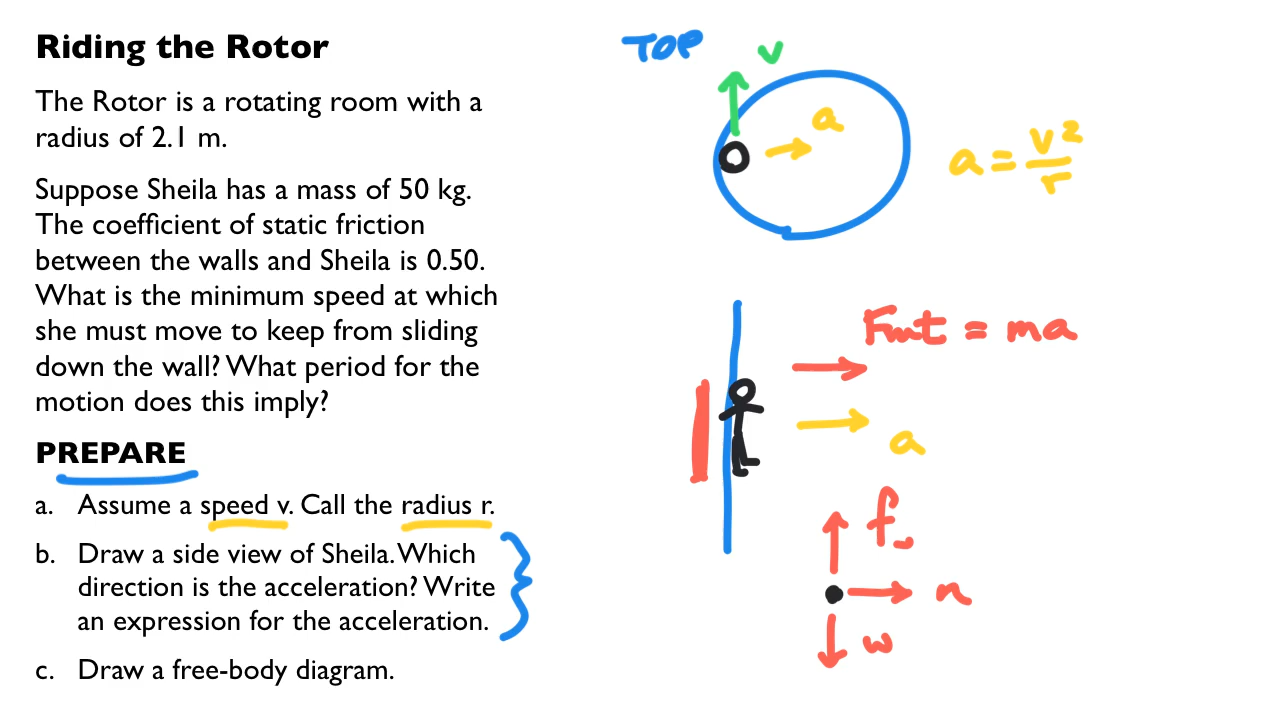 Riding the Rotor
The Rotor is a rotating room with a
radius of 2.1 m.
Suppose Sheila has a mass of 50 kg.
The coefficient of static friction
between the walls and Sheila is 0.50.
What is the minimum speed at which
she must move to keep from sliding
down the wall? What period for the
motion does this imply?
PREPARE
a. Assume a speed v. Call the radius r.
b. Draw a side view of Sheila. Which
direction is the acceleration? Write
an expression for the acceleration.
c. Draw a free-body diagram.
TOP
v
a
a = v²/r
Fnet = ma
a
f
n
w